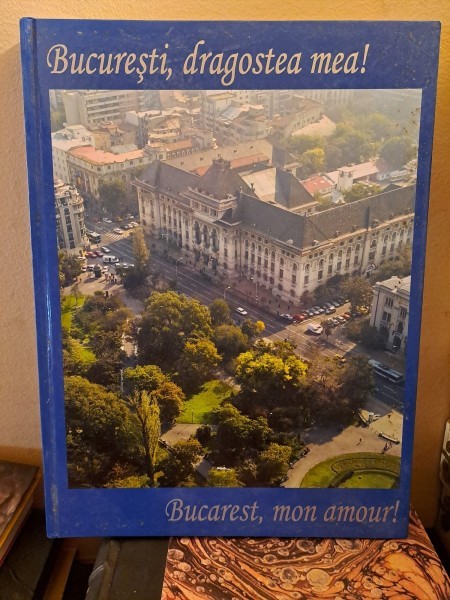 Bucureşti, dragostea mea!
Bucarest, mon amour!